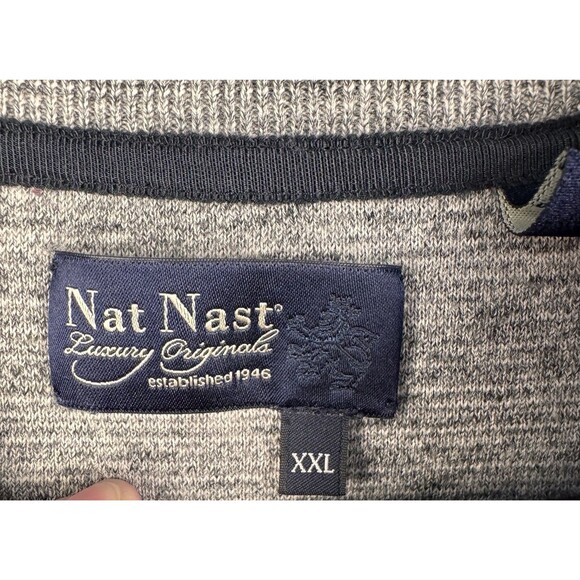 Nat Nast®
Luxury Originals
established 1946
XXL